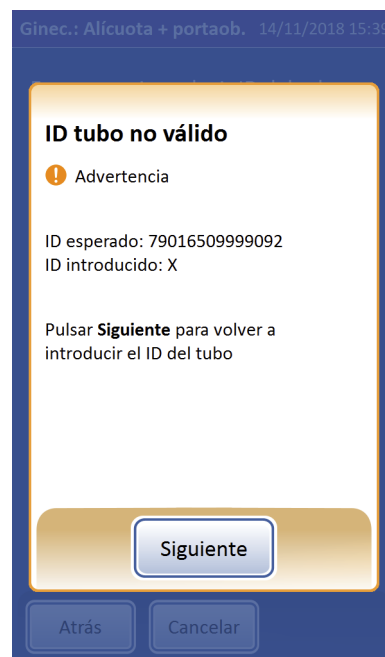 Ginec.: Alícuota + portaob. 14/11/2018 15:39
ID tubo no válido
Advertencia
ID esperado: 79016509999092
ID introducido: X
Pulsar Siguiente para volver a
introducir el ID del tubo
Siguiente
Atrás Cancelar